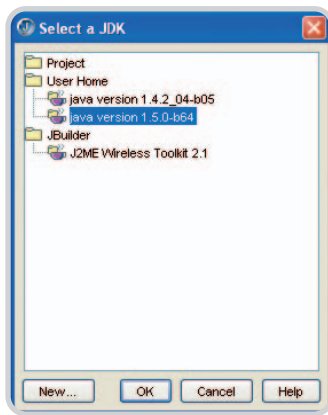 Select a JDK
Project
User Home
java version 1.4.2_04-b05
java version 1.5.0-b64
JBuilder
J2ME Wireless Toolkit 2.1
New... OK Cancel Help